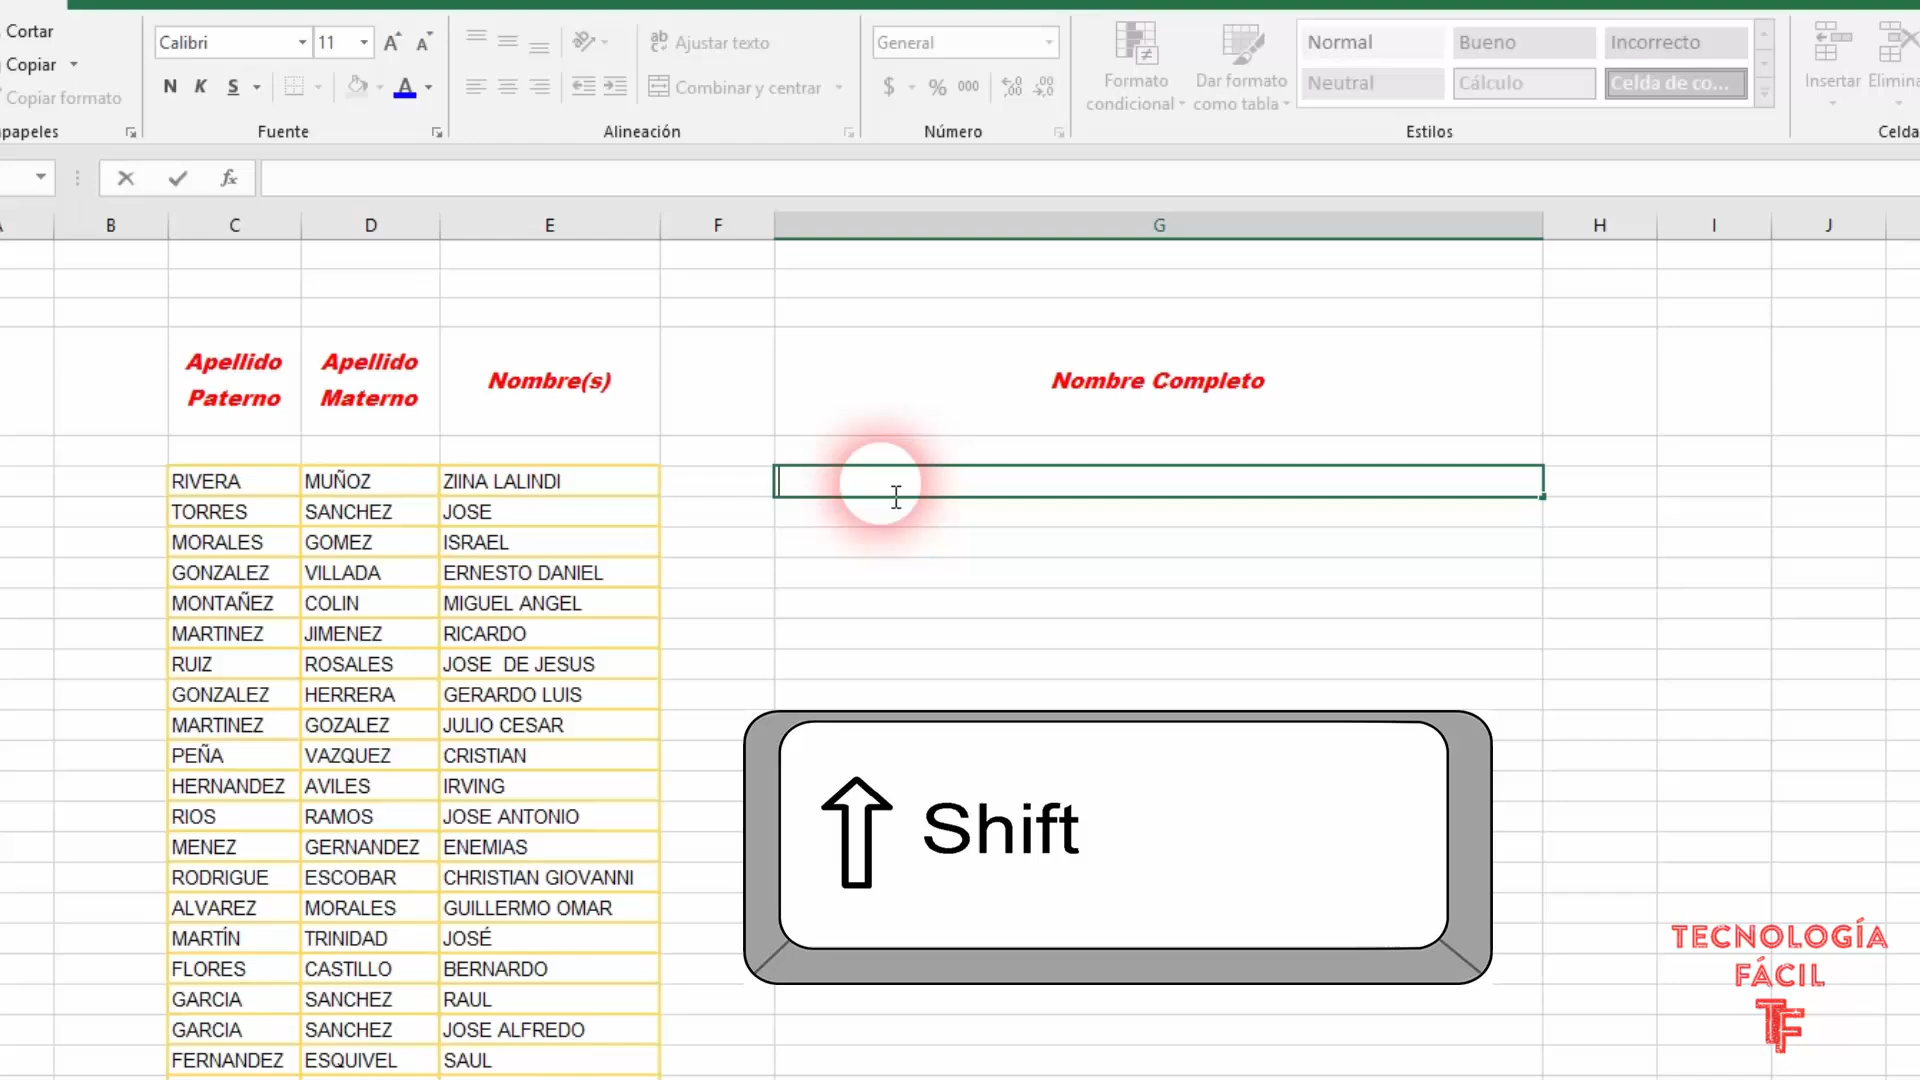 Cortar
Calibri 11 A A
ab Ajustar texto
General
Normal Bueno Incorrecto
Copiar
Formato condicional
Dar formato como tabla
Insertar Elimina
N K S A
Combinar y centrar
$ % 000
Neutral Cálculo Celda de co...
Copiar formato
papeles Fuente Alineación Número Estilos Celda
fx
B C D E F G H I J
Apellido Paterno
Apellido Materno
Nombre(s)
Nombre Completo
RIVERA MUÑOZ ZIINA LALINDI
TORRES SANCHEZ JOSE
MORALES GOMEZ ISRAEL
GONZALEZ VILLADA ERNESTO DANIEL
MONTAÑEZ COLIN MIGUEL ANGEL
MARTINEZ JIMENEZ RICARDO
RUIZ ROSALES JOSE  DE JESUS
GONZALEZ HERRERA GERARDO LUIS
MARTINEZ GOZALEZ JULIO CESAR
PEÑA VAZQUEZ CRISTIAN
HERNANDEZ AVILES IRVING
RIOS RAMOS JOSE ANTONIO
MENEZ GERNANDEZ ENEMIAS
RODRIGUE ESCOBAR CHRISTIAN GIOVANNI
ALVAREZ MORALES GUILLERMO OMAR
MARTÍN TRINIDAD JOSÉ
FLORES CASTILLO BERNARDO
GARCIA SANCHEZ RAUL
GARCIA SANCHEZ JOSE ALFREDO
FERNANDEZ ESQUIVEL SAUL
Shift
TECNOLOGÍA
FÁCIL
TF